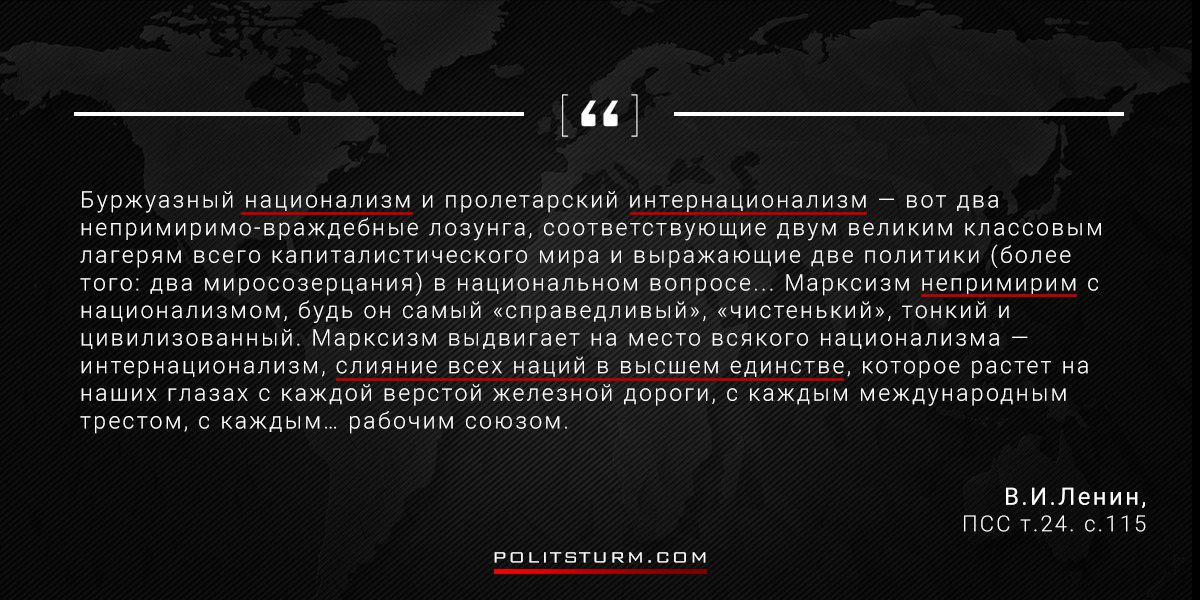 [“]
Буржуазный национализм и пролетарский интернационализм — вот два
непримиримо-враждебные лозунга, соответствующие двум великим классовым
лагерям всего капиталистического мира и выражающие две политики (более
того: два миросозерцания) в национальном вопросе... Марксизм непримирим с
национализмом, будь он самый «справедливый», «чистенький», тонкий и
цивилизованный. Марксизм выдвигает на место всякого национализма —
интернационализм, слияние всех наций в высшем единстве, которое растет на
наших глазах с каждой верстой железной дороги, с каждым международным
трестом, с каждым… рабочим союзом.
В.И.Ленин,
ПСС т.24. с.115
POLITSTURM.COM